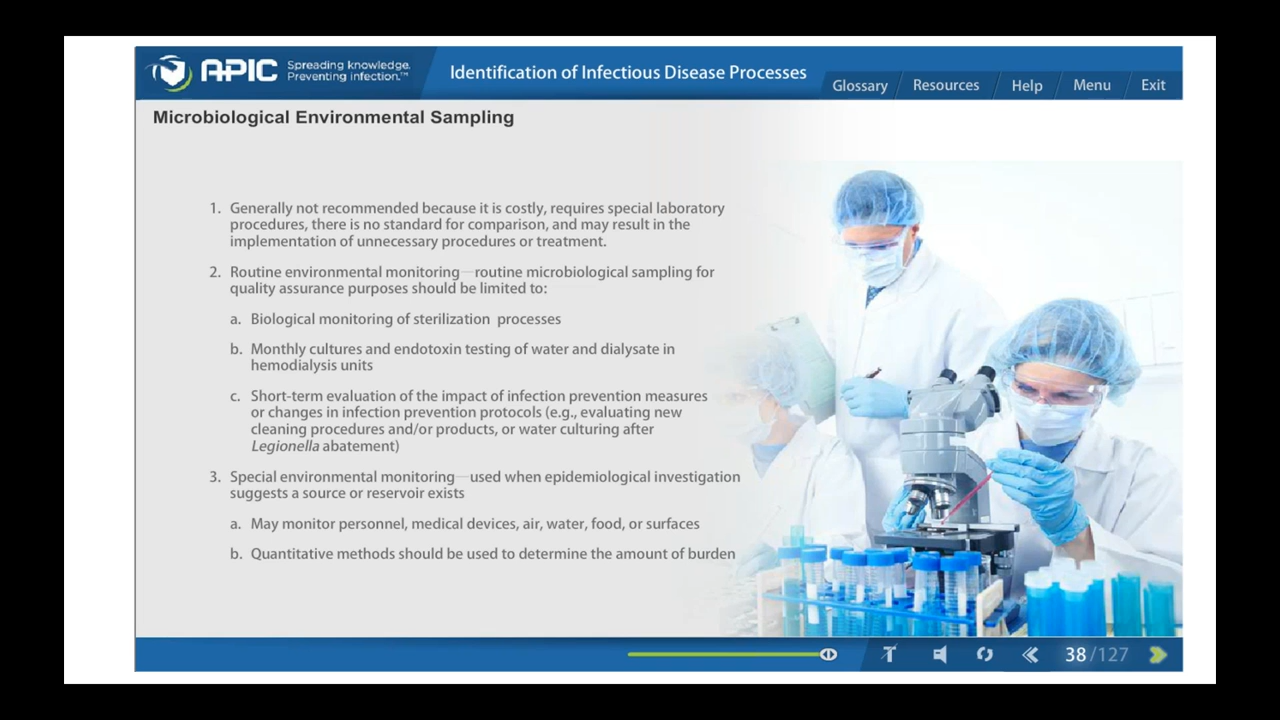 APIC Spreading knowledge.
Preventing infection.™
Identification of Infectious Disease Processes
Glossary Resources Help Menu Exit
Microbiological Environmental Sampling
1. Generally not recommended because it is costly, requires special laboratory
procedures, there is no standard for comparison, and may result in the
implementation of unnecessary procedures or treatment.
2. Routine environmental monitoring—routine microbiological sampling for
quality assurance purposes should be limited to:
a. Biological monitoring of sterilization processes
b. Monthly cultures and endotoxin testing of water and dialysate in
hemodialysis units
c. Short-term evaluation of the impact of infection prevention measures
or changes in infection prevention protocols (e.g., evaluating new
cleaning procedures and/or products, or water culturing after
Legionella abatement)
3. Special environmental monitoring—used when epidemiological investigation
suggests a source or reservoir exists
a. May monitor personnel, medical devices, air, water, food, or surfaces
b. Quantitative methods should be used to determine the amount of burden
38/127